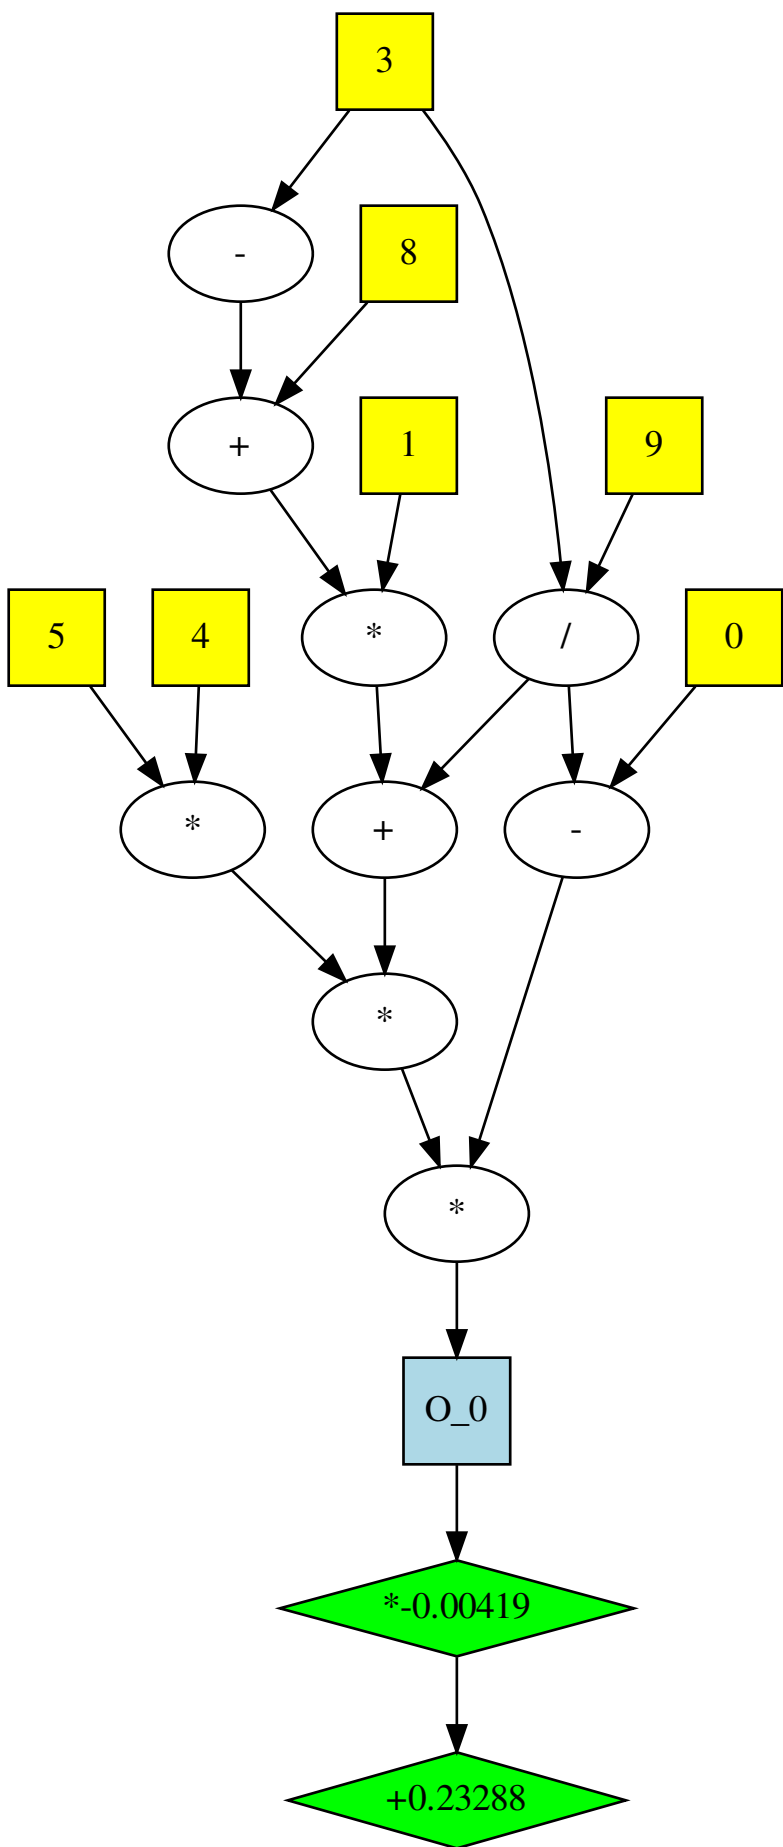 3
- 8
+ 1 9
5 4 * / 0
* + -
*
*
O_0
*-0.00419
+0.23288